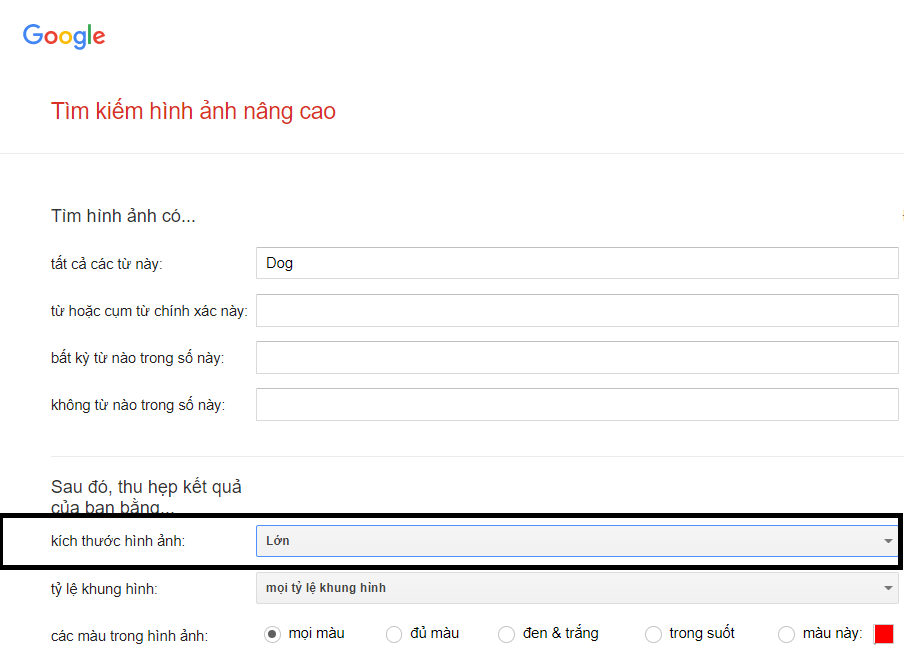 Google
Tìm kiếm hình ảnh nâng cao
Tìm hình ảnh có...
tất cả các từ này: Dog
từ hoặc cụm từ chính xác này:
bất kỳ từ nào trong số này:
không từ nào trong số này:
Sau đó, thu hẹp kết quả
của bạn bằng...
kích thước hình ảnh: Lớn
tỷ lệ khung hình: mọi tỷ lệ khung hình
các màu trong hình ảnh: mọi màu đủ màu đen & trắng trong suốt màu này: